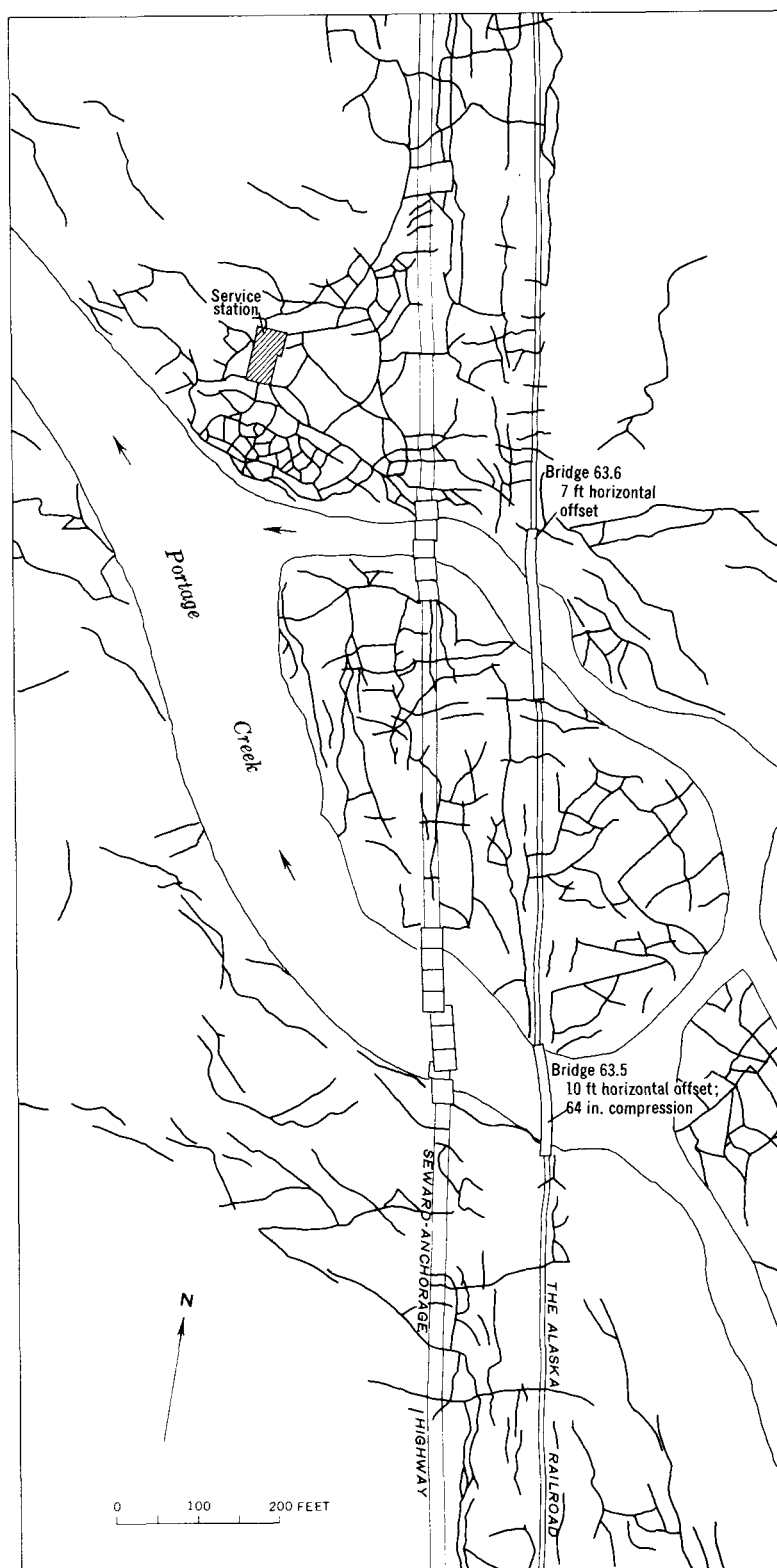 Service
station
Bridge 63.6
7 ft horizontal
offset
Portage
Creek
Bridge 63.5
10 ft horizontal offset;
64 in. compression
SEWARD-ANCHORAGE
HIGHWAY
THE ALASKA
RAILROAD
N
0 100 200 FEET